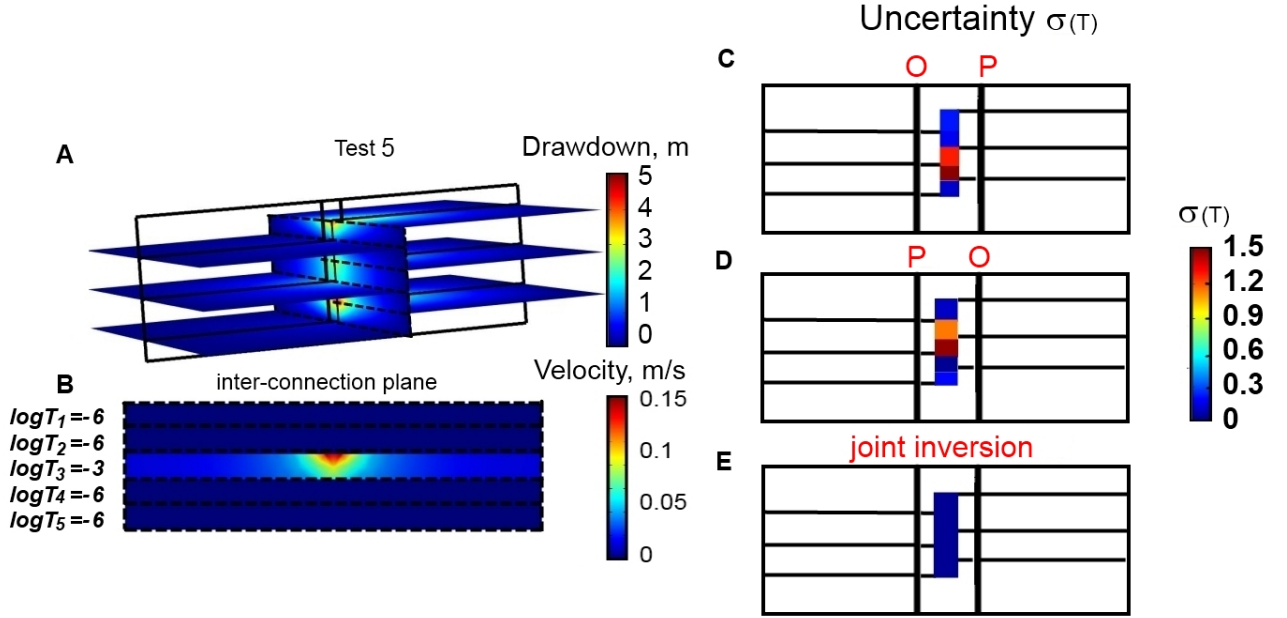 Uncertainty σ(T)
A
Test 5
Drawdown, m
5
4
3
2
1
0
B
inter-connection plane
Velocity, m/s
logT1=-6
logT2=-6
logT3=-3
logT4=-6
logT5=-6
0.15
0.1
0.05
0
C
O P
D
P O
joint inversion
E
σ(T)
1.5
1.2
0.9
0.6
0.3
0